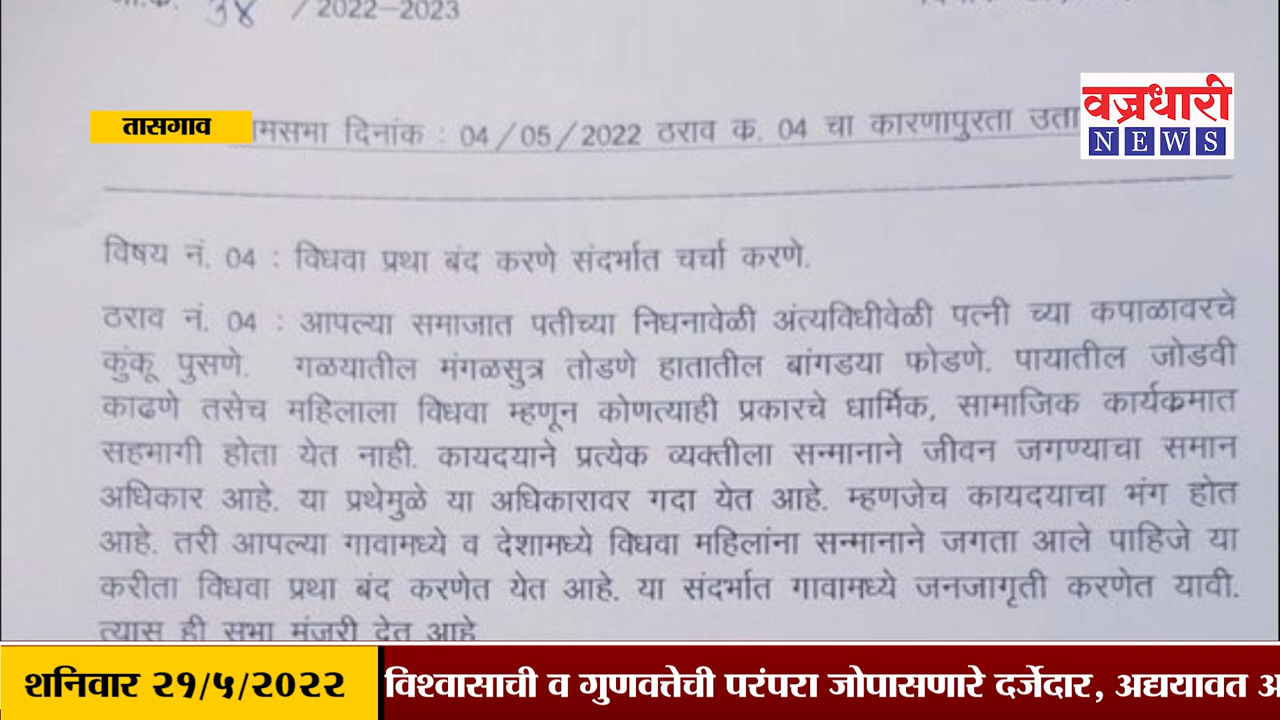 38 /2022-2023
वज्रधारी
NEWS
तासगाव
मसभा दिनांक : 04/05/2022 ठराव क. 04 चा कारणापुरता उता
विषय नं. 04 : विधवा प्रथा बंद करणे संदर्भात चर्चा करणे.
ठराव नं. 04 : आपल्या समाजात पतीच्या निधनावेळी अंत्यविधीवेळी पत्नी च्या कपाळावरचे
कुंकू पुसणे. गळयातील मंगळसुत्र तोडणे हातातील बांगडया फोडणे. पायातील जोडवी
काढणे तसेच महिलाला विधवा म्हणून कोणत्याही प्रकारचे धार्मिक, सामाजिक कार्यकमात
सहभागी होता येत नाही. कायदयाने प्रत्येक व्यक्तीला सन्मानाने जीवन जगण्याचा समान
अधिकार आहे. या प्रथेमुळे या अधिकारावर गदा येत आहे. म्हणजेच कायदयाचा भंग होत
आहे. तरी आपल्या गावामध्ये व देशामध्ये विधवा महिलांना सन्मानाने जगता आले पाहिजे या
करीता विधवा प्रथा बंद करणेत येत आहे. या संदर्भात गावामध्ये जनजागृती करणेत यावी.
त्यास ही सभा मंजुरी देत आहे
शनिवार २१/५/२०२२
विश्वासाची व गुणवत्तेची परंपरा जोपासणारे दर्जेदार, अद्ययावत अ